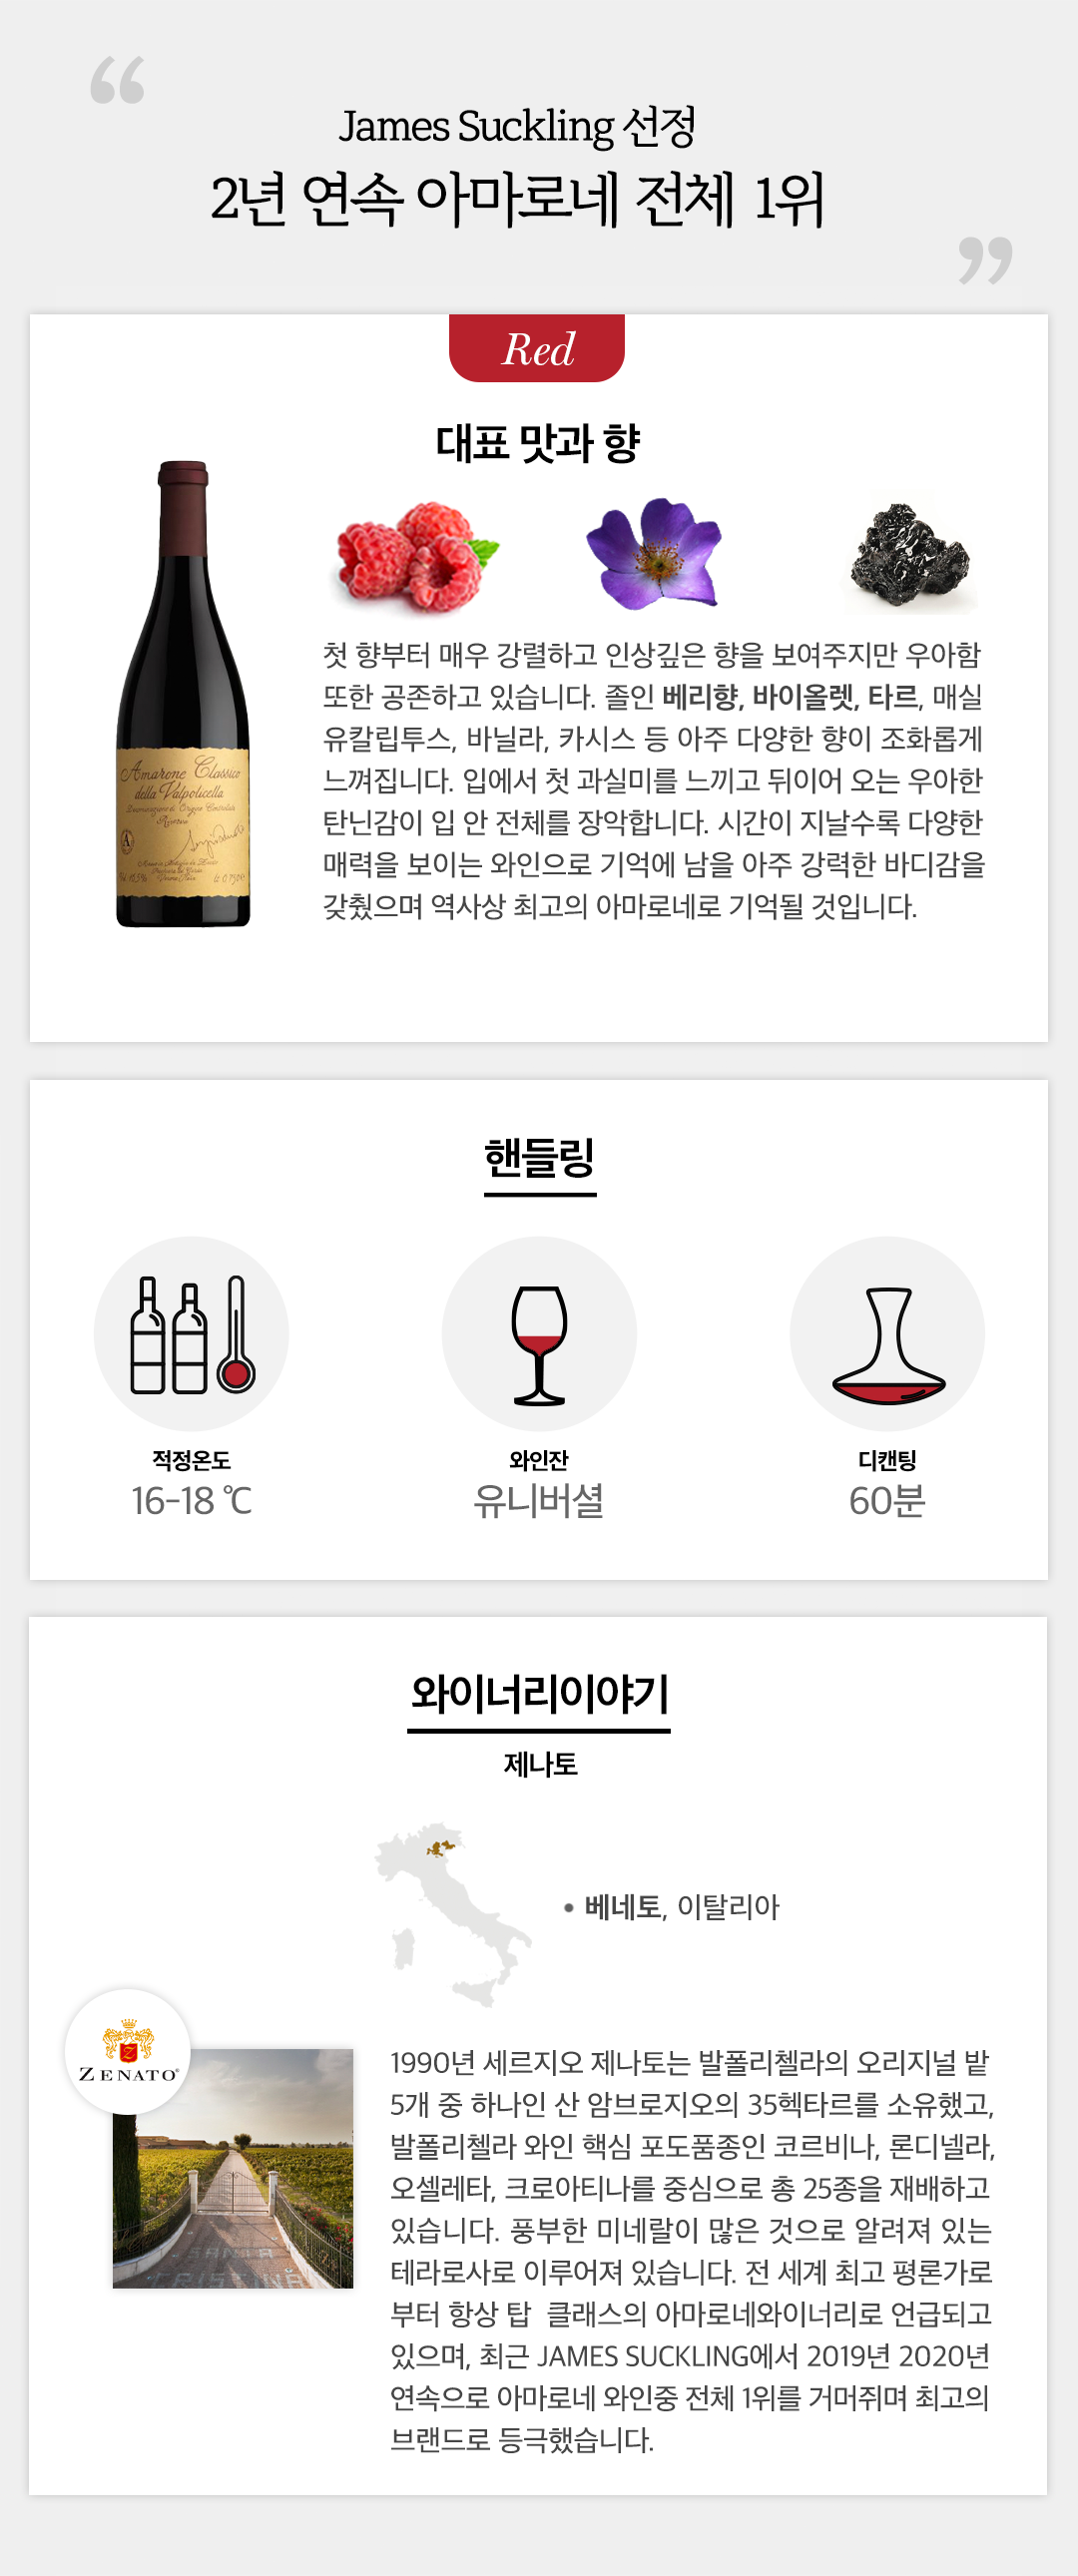 “
James Suckling 선정
2년 연속 아마로네 전체 1위
”
Red
대표 맛과 향
첫 향부터 매우 강렬하고 인상깊은 향을 보여주지만 우아함
또한 공존하고 있습니다. 졸인 베리향, 바이올렛, 타르, 매실
유칼립투스, 바닐라, 카시스 등 아주 다양한 향이 조화롭게
느껴집니다. 입에서 첫 과실미를 느끼고 뒤이어 오는 우아한
탄닌감이 입 안 전체를 장악합니다. 시간이 지날수록 다양한
매력을 보이는 와인으로 기억에 남을 아주 강력한 바디감을
갖췄으며 역사상 최고의 아마로네로 기억될 것입니다.
Amarone Classico
della Valpolicella
Riserva
핸들링
적정온도
16-18 ℃
와인잔
유니버셜
디캔팅
60분
와이너리이야기
제나토
• 베네토, 이탈리아
ZENATO®
SANTA
CRISTINA
1990년 세르지오 제나토는 발폴리첼라의 오리지널 밭
5개 중 하나인 산 암브로지오의 35헥타르를 소유했고,
발폴리첼라 와인 핵심 포도품종인 코르비나, 론디넬라,
오셀레타, 크로아티나를 중심으로 총 25종을 재배하고
있습니다. 풍부한 미네랄이 많은 것으로 알려져 있는
테라로사로 이루어져 있습니다. 전 세계 최고 평론가로
부터 항상 탑 클래스의 아마로네와이너리로 언급되고
있으며, 최근 JAMES SUCKLING에서 2019년 2020년
연속으로 아마로네 와인중 전체 1위를 거머쥐며 최고의
브랜드로 등극했습니다.